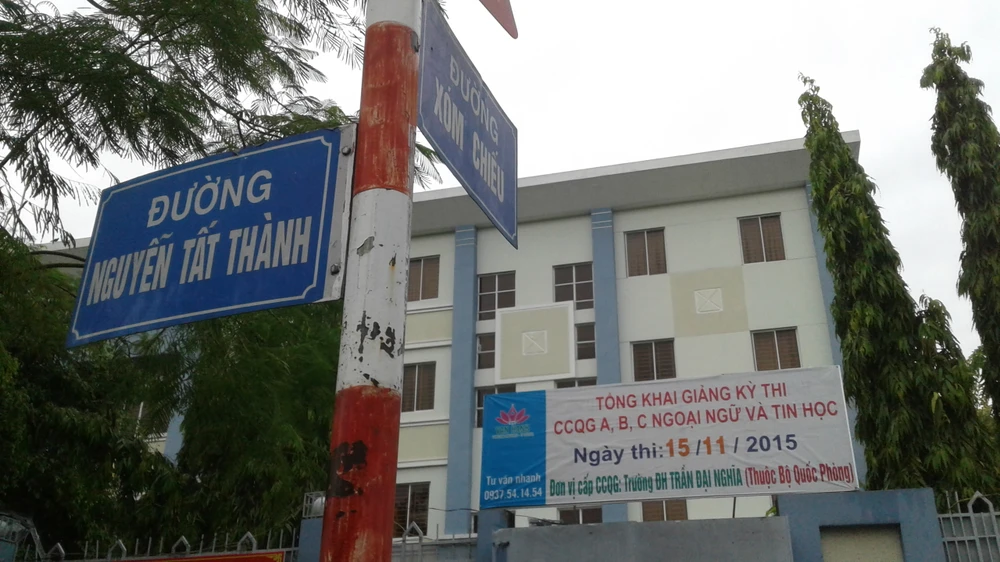 ĐƯỜNG
NGUYỄN TẤT THÀNH
ĐƯỜNG
XÓM CHIẾU
TỔNG KHAI GIẢNG KỲ THI
CCQG A, B, C NGOẠI NGỮ VÀ TIN HỌC
Ngày thi: 15/11/2015
Đơn vị cấp CCQG: Trường ĐH TRẦN ĐẠI NGHĨA (Thuộc Bộ Quốc Phòng)
Tư vấn nhanh
0937.54.14.54